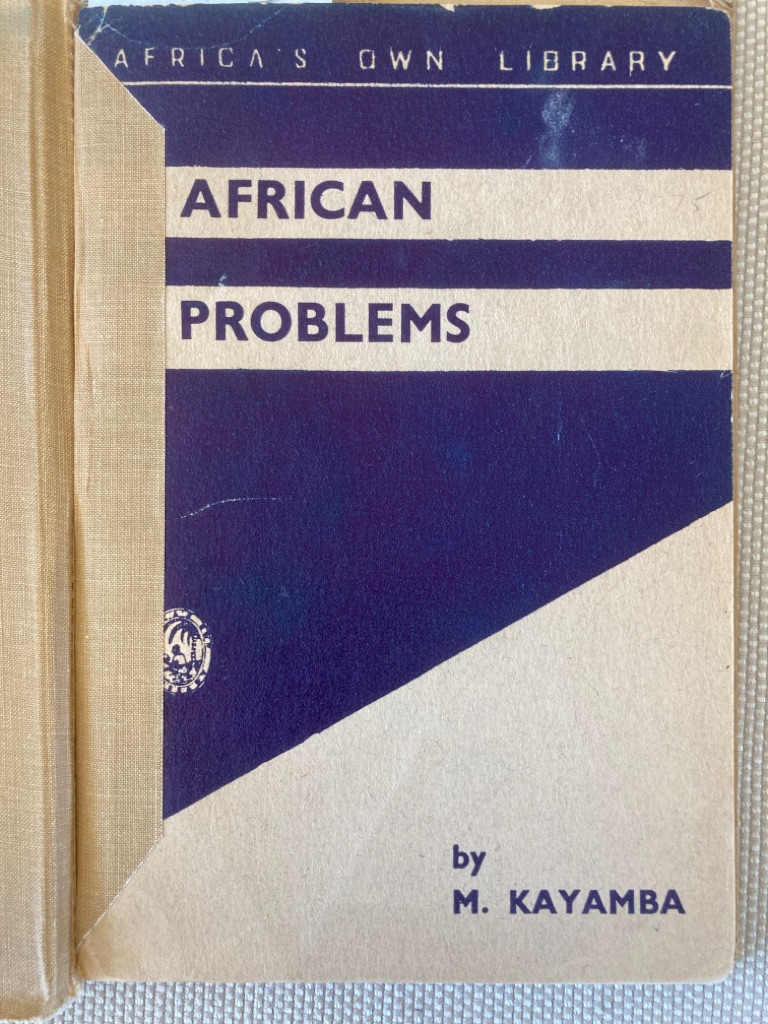 AFRICA'S OWN LIBRARY
AFRICAN
PROBLEMS
by
M. KAYAMBA